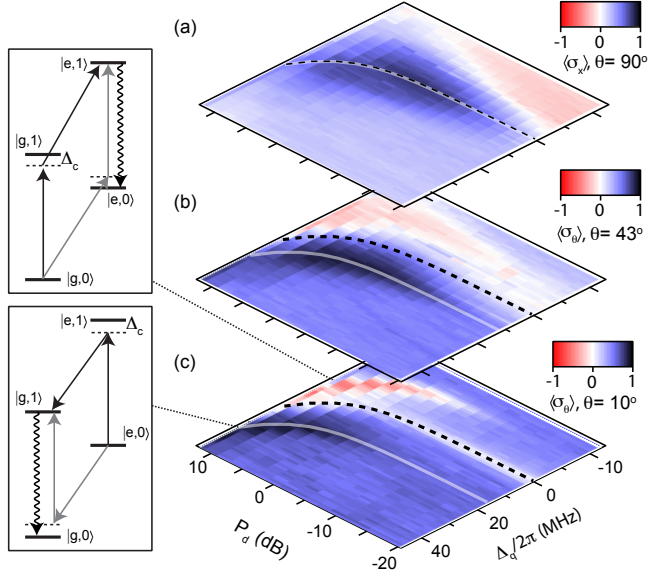 (a)
-1 0 1
⟨σx⟩, θ= 90°
|e,1⟩
|g,1⟩
Δc
|e,0⟩
|g,0⟩
(b)
-1 0 1
⟨σθ⟩, θ= 43°
|e,1⟩
Δc
|g,1⟩
|e,0⟩
|g,0⟩
(c)
-1 0 1
⟨σθ⟩, θ= 10°
10
0
-10
-20
Pd (dB)
40
20
0
-10
Δq/2π (MHz)